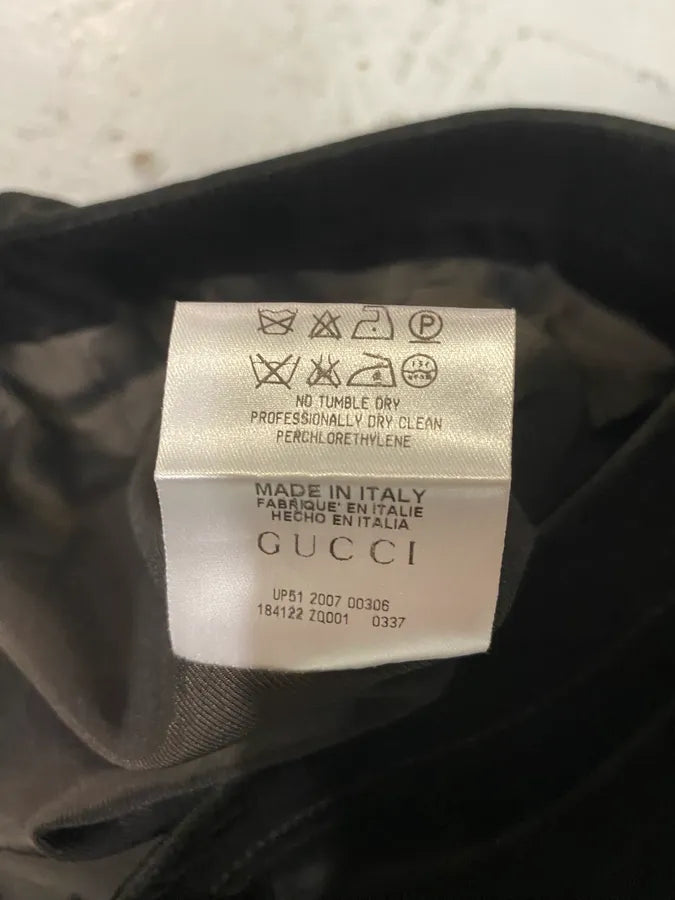 P
NO TUMBLE DRY
PROFESSIONALLY DRY CLEAN
PERCHLORETHYLENE
MADE IN ITALY
FABRIQUE' EN ITALIE
HECHO EN ITALIA
GUCCI
UP51 2007 00306
184122 ZQ001 0337